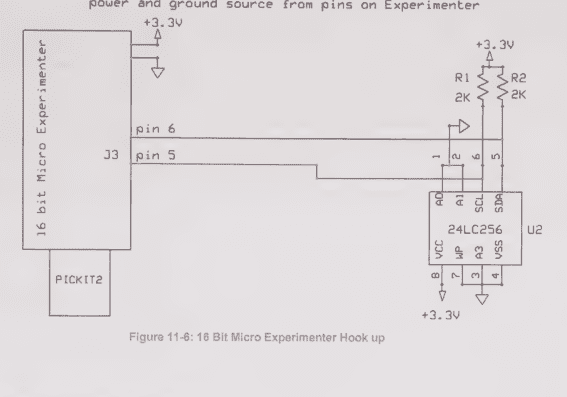 power and ground source from pins on Experimenter
+3.3V
+3.3V
R1
R2
2K
2K
16 bit Micro Experimenter
pin 6
J3
pin 5
1
2
6
5
A0
A1
SCL
SDA
24LC256
U2
VCC
WP
A3
VSS
8
7
3
4
PICKIT2
+3.3V
Figure 11-6: 16 Bit Micro Experimenter Hook up